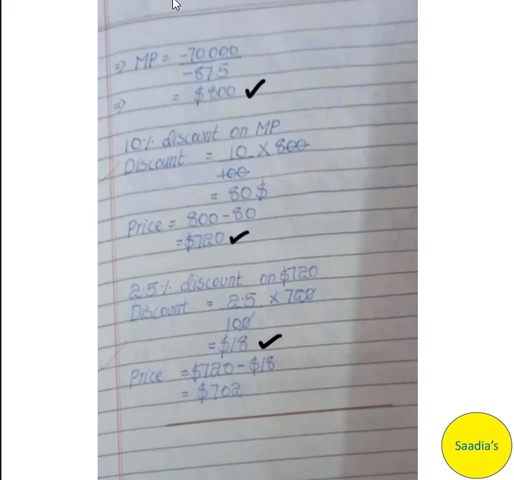 ⇒ MP = -70000
-87.5
⇒ = $800 ✓
10% discount on MP
Discount = 10 × 800
100
= 80$
Price = 800-80
= $720 ✓
2.5% discount on $720
Discount = 2.5 × 720
100
= $18 ✓
Price = $720-$18
= $702
Saadia's